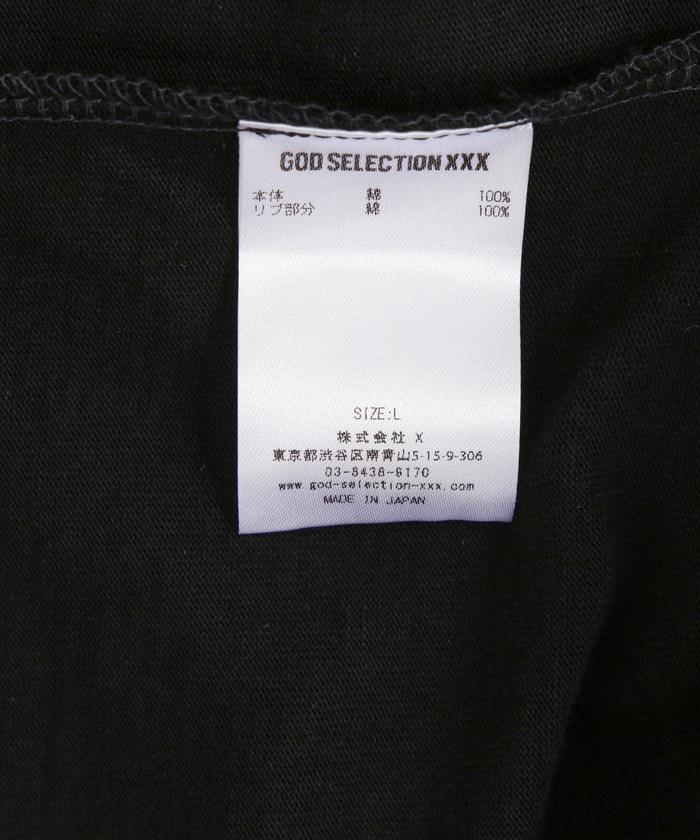 GOD SELECTION XXX
本体 綿 100%
リブ部分 綿 100%
SIZE:L
株式会社 X
東京都渋谷区南青山5-15-9-306
03-6438-9170
www.god-selection-xxx.com
MADE IN JAPAN